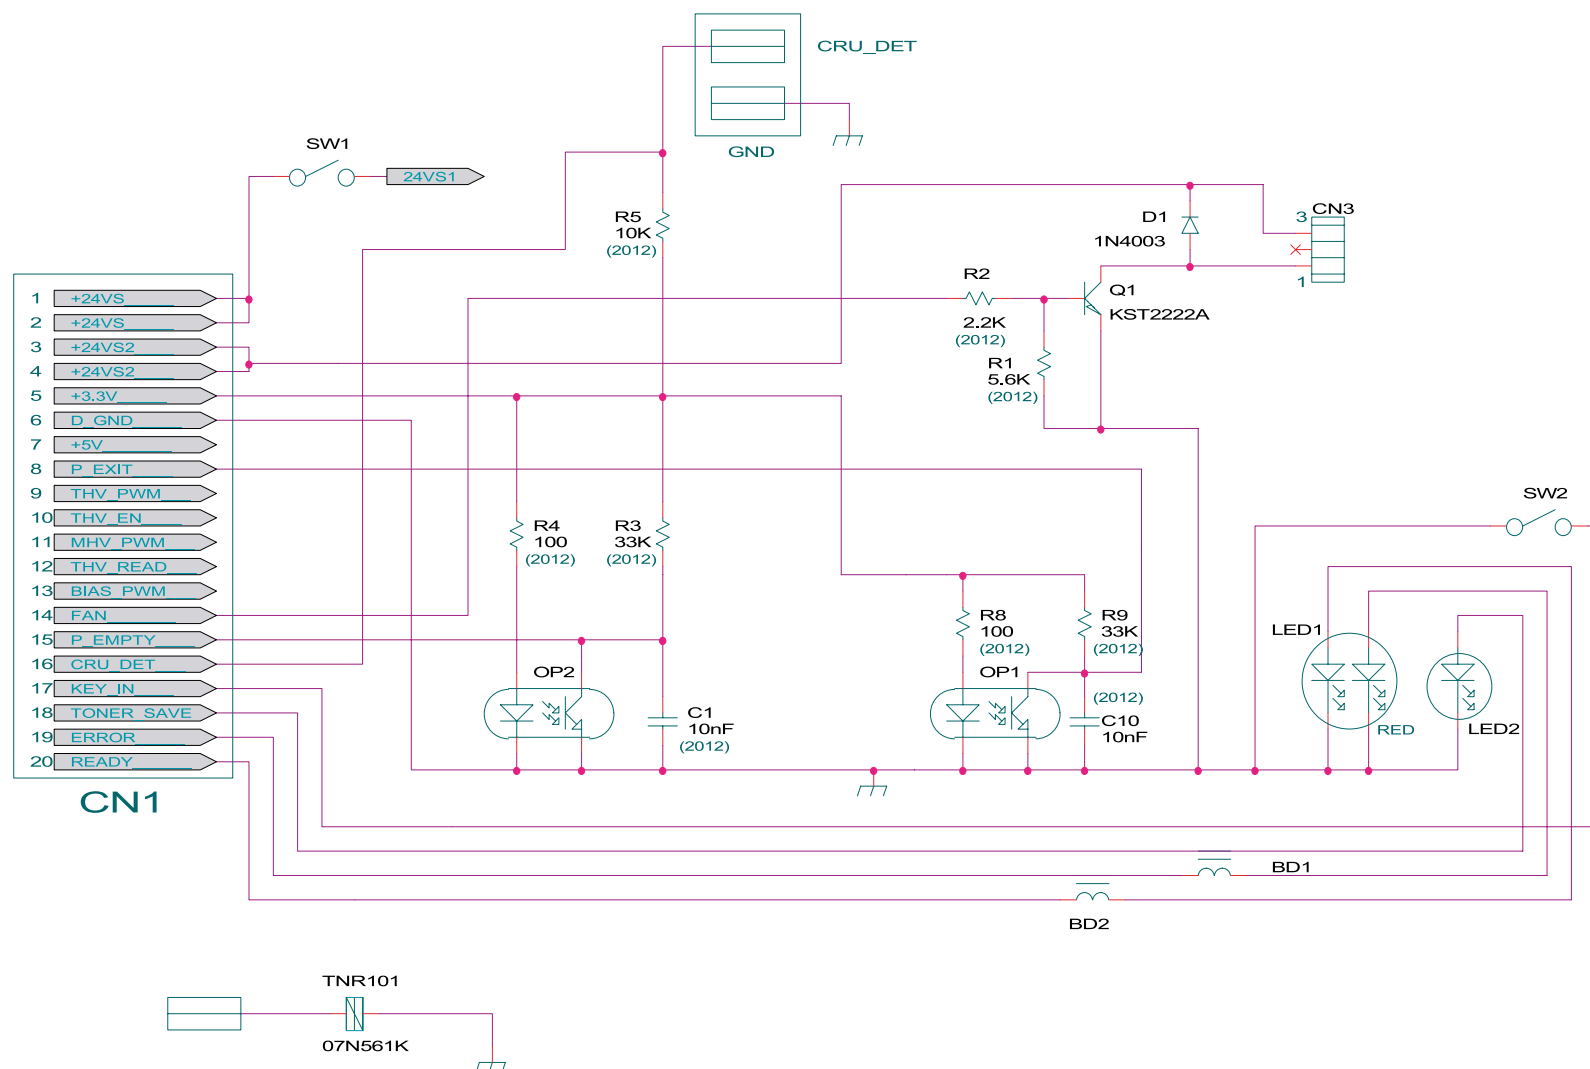 CRU_DET
GND
SW1
24VS1
R5
10K
(2012)
D1
1N4003
3
CN3
1
R2
2.2K
(2012)
Q1
KST2222A
R1
5.6K
(2012)
1 +24VS
2 +24VS
3 +24VS2
4 +24VS2
5 +3.3V
6 D_GND
7 +5V
8 P_EXIT
9 THV_PWM
10 THV_EN
11 MHV_PWM
12 THV_READ
13 BIAS_PWM
14 FAN
15 P_EMPTY
16 CRU_DET
17 KEY_IN
18 TONER_SAVE
19 ERROR
20 READY
CN1
R4
100
(2012)
R3
33K
(2012)
SW2
R8
100
(2012)
R9
33K
(2012)
LED1
RED
LED2
OP2
C1
10nF
(2012)
OP1
(2012)
C10
10nF
BD1
BD2
TNR101
07N561K